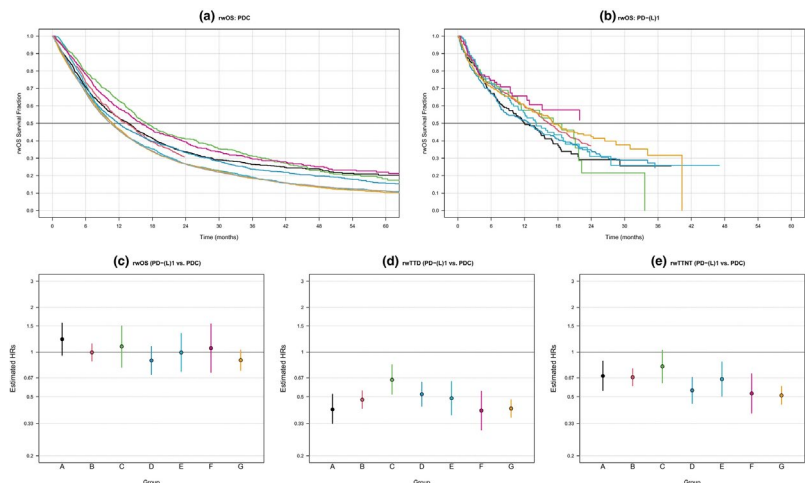 (a) rwOS: PDC
rwOS Survival Fraction
1.0
0.9
0.8
0.7
0.6
0.5
0.4
0.3
0.2
0.1
0.0
0 6 12 18 24 30 36 42 48 54 60
Time (months)
(b) rwOS: PD−(L)1
rwOS Survival Fraction
1.0
0.9
0.8
0.7
0.6
0.5
0.4
0.3
0.2
0.1
0.0
0 6 12 18 24 30 36 42 48 54 60
Time (months)
(c) rwOS (PD−(L)1 vs. PDC)
Estimated HRs
3
2
1.5
1
0.67
0.5
0.33
0.2
A B C D E F G
Group
(d) rwTTD (PD−(L)1 vs. PDC)
Estimated HRs
3
2
1.5
1
0.67
0.5
0.33
0.2
A B C D E F G
Group
(e) rwTTNT (PD−(L)1 vs. PDC)
Estimated HRs
3
2
1.5
1
0.67
0.5
0.33
0.2
A B C D E F G
Group